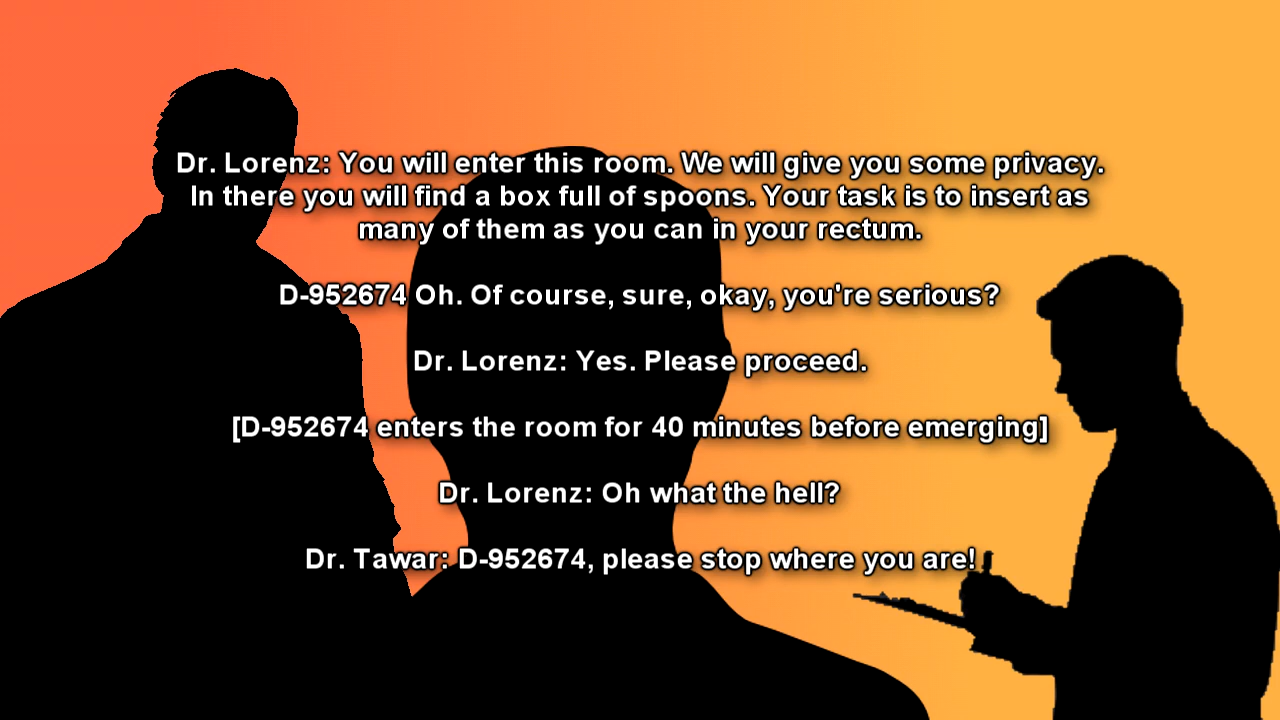 Dr. Lorenz: You will enter this room. We will give you some privacy.
In there you will find a box full of spoons. Your task is to insert as
many of them as you can in your rectum.
D-952674 Oh. Of course, sure, okay, you're serious?
Dr. Lorenz: Yes. Please proceed.
[D-952674 enters the room for 40 minutes before emerging]
Dr. Lorenz: Oh what the hell?
Dr. Tawar: D-952674, please stop where you are!